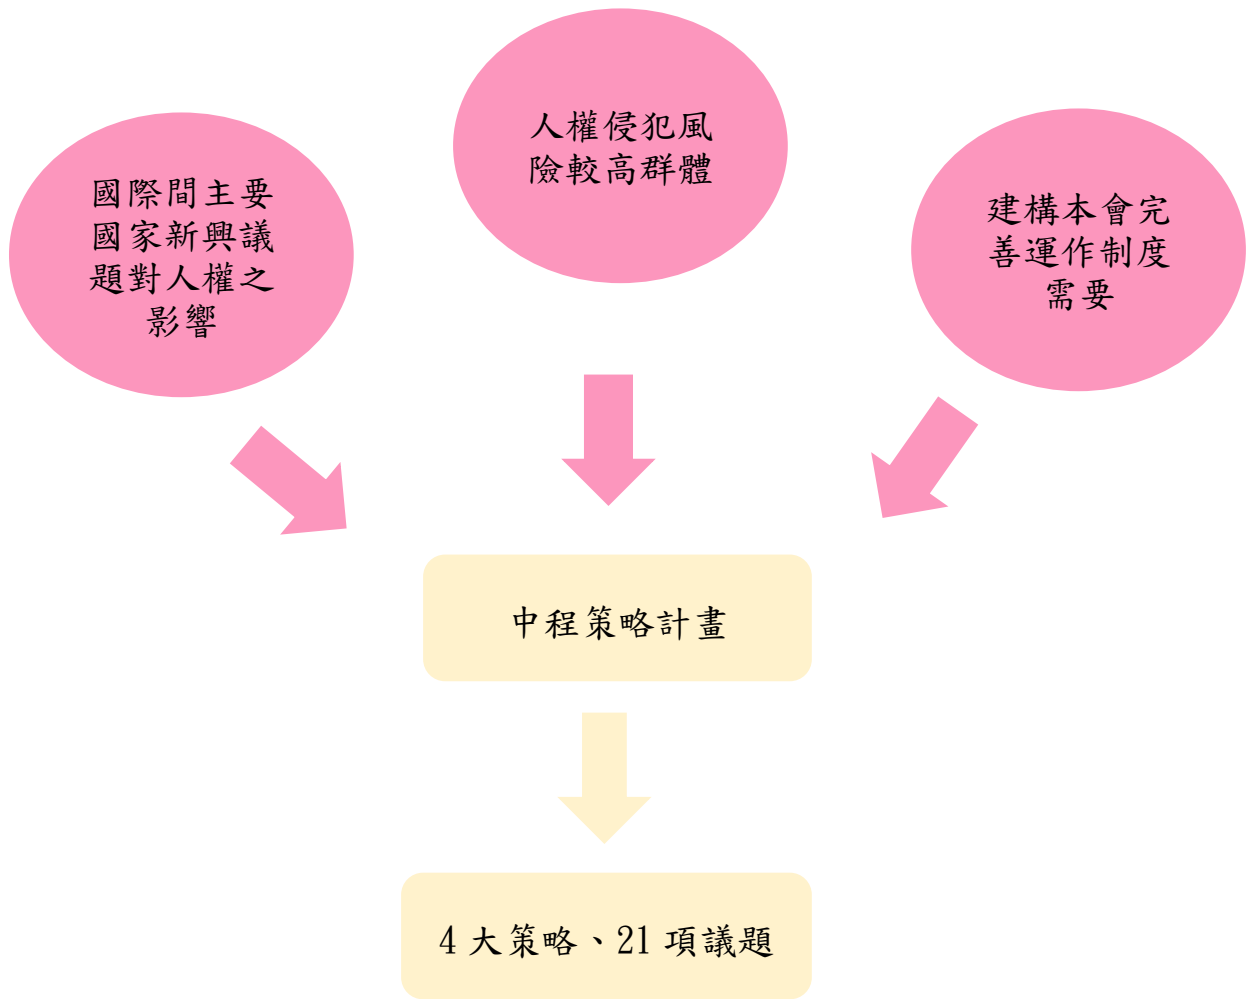 國際間主要
國家新興議
題對人權之
影響
人權侵犯風
險較高群體
建構本會完
善運作制度
需要
中程策略計畫
4 大策略、21 項議題